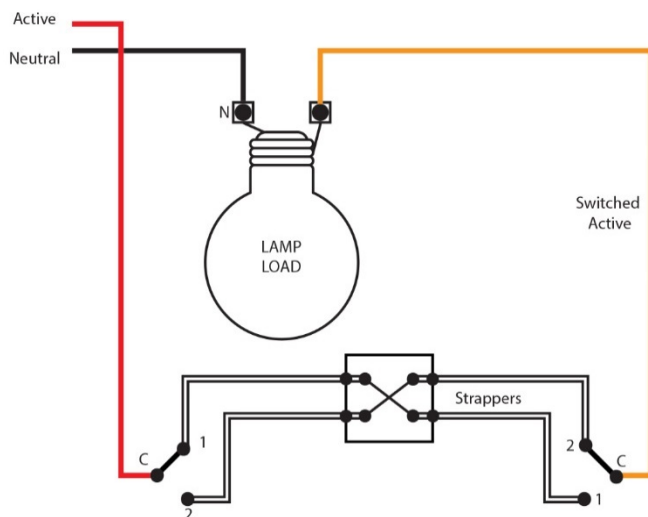 Active
Neutral
N
LAMP
LOAD
Switched
Active
Strappers
1
C
2
2
C
1